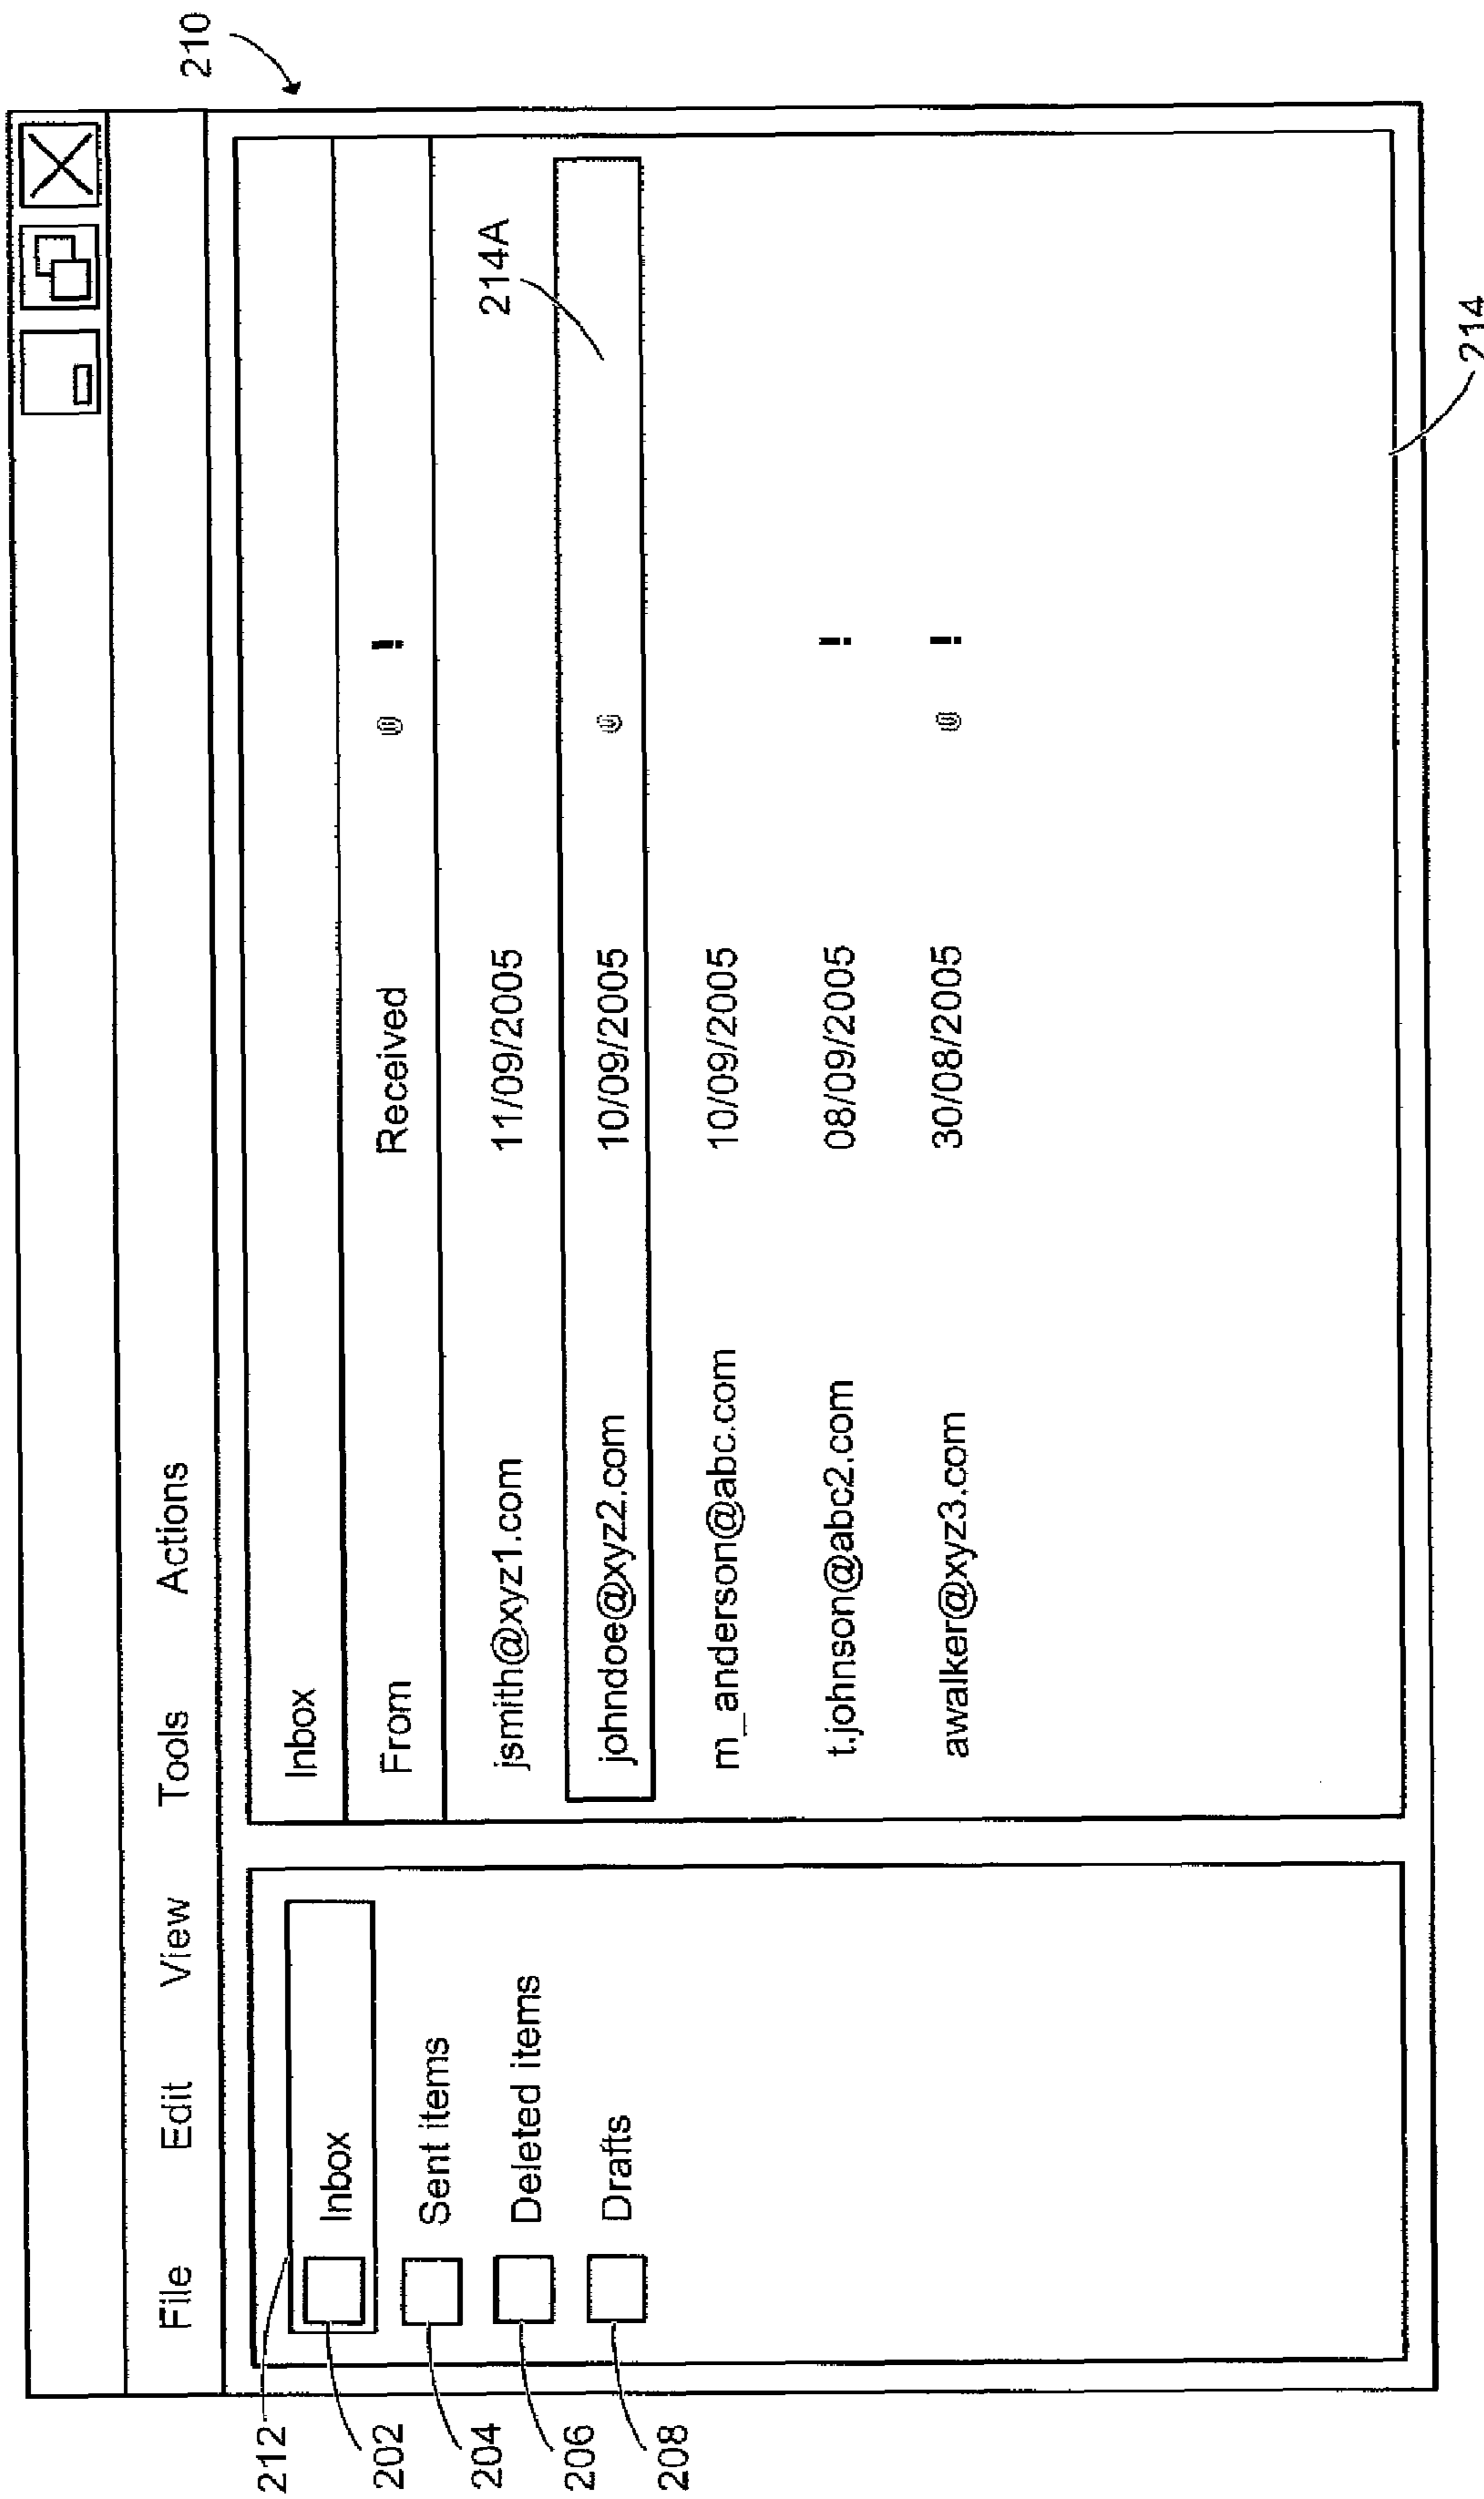 210
File Edit View Tools Actions
212
Inbox
202
Sent items
204
Deleted items
206
Drafts
208
Inbox
From Received !
jsmith@xyz1.com 11/09/2005
214A
johndoe@xyz2.com 10/09/2005
m_anderson@abc.com 10/09/2005
t.johnson@abc2.com 08/09/2005 !
awalker@xyz3.com 30/08/2005 !
214